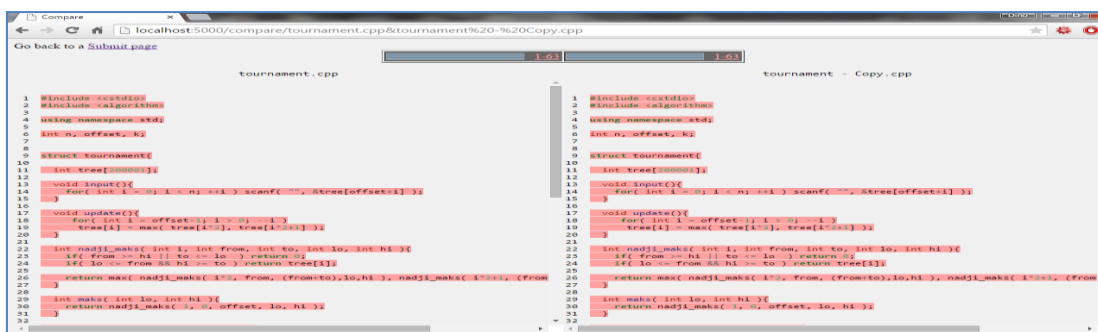 Compare
localhost:5000/compare/tournament.cpp&tournament%20-%20Copy.cpp
Go back to a Submit page
1-63 1-63
tournament.cpp
1 #include <cstdio>
2 #include <algorithm>
3
4 using namespace std;
5
6 int n, offset, k;
7
8
9 struct tournament{
10
11 int tree[200001];
12
13 void input(){
14 for( int i = 0; i < n; ++i ) scanf( "", &tree[offset+i] );
15 }
16
17 void update(){
18 for( int i = offset-1; i > 0; --i )
19 tree[i] = max( tree[i*2], tree[i*2+1] );
20 }
21
22 int nadji_maks( int i, int from, int to, int lo, int hi ){
23 if( from >= hi || to <= lo ) return 0;
24 if( lo <= from && hi >= to ) return tree[i];
25
26 return max( nadji_maks( i*2, from, (from+to),lo,hi ), nadji_maks( i*2+1, (from
27 }
28
29 int maks( int lo, int hi ){
30 return nadji_maks( 1, 0, offset, lo, hi );
31 }
32
tournament - Copy.cpp
1 #include <cstdio>
2 #include <algorithm>
3
4 using namespace std;
5
6 int n, offset, k;
7
8
9 struct tournament{
10
11 int tree[200001];
12
13 void input(){
14 for( int i = 0; i < n; ++i ) scanf( "", &tree[offset+i] );
15 }
16
17 void update(){
18 for( int i = offset-1; i > 0; --i )
19 tree[i] = max( tree[i*2], tree[i*2+1] );
20 }
21
22 int nadji_maks( int i, int from, int to, int lo, int hi ){
23 if( from >= hi || to <= lo ) return 0;
24 if( lo <= from && hi >= to ) return tree[i];
25
26 return max( nadji_maks( i*2, from, (from+to),lo,hi ), nadji_maks( i*2+1, (from
27 }
28
29 int maks( int lo, int hi ){
30 return nadji_maks( 1, 0, offset, lo, hi );
31 }
32